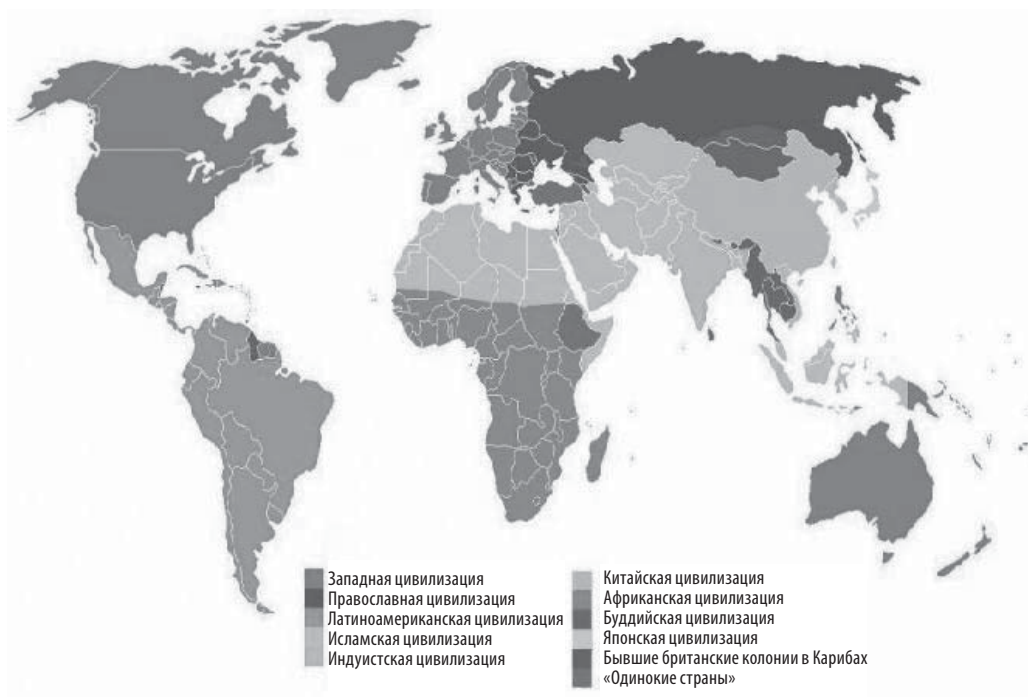 Западная цивилизация
Православная цивилизация
Латиноамериканская цивилизация
Исламская цивилизация
Индуистская цивилизация
Китайская цивилизация
Африканская цивилизация
Буддийская цивилизация
Японская цивилизация
Бывшие британские колонии в Карибах
«Одинокие страны»